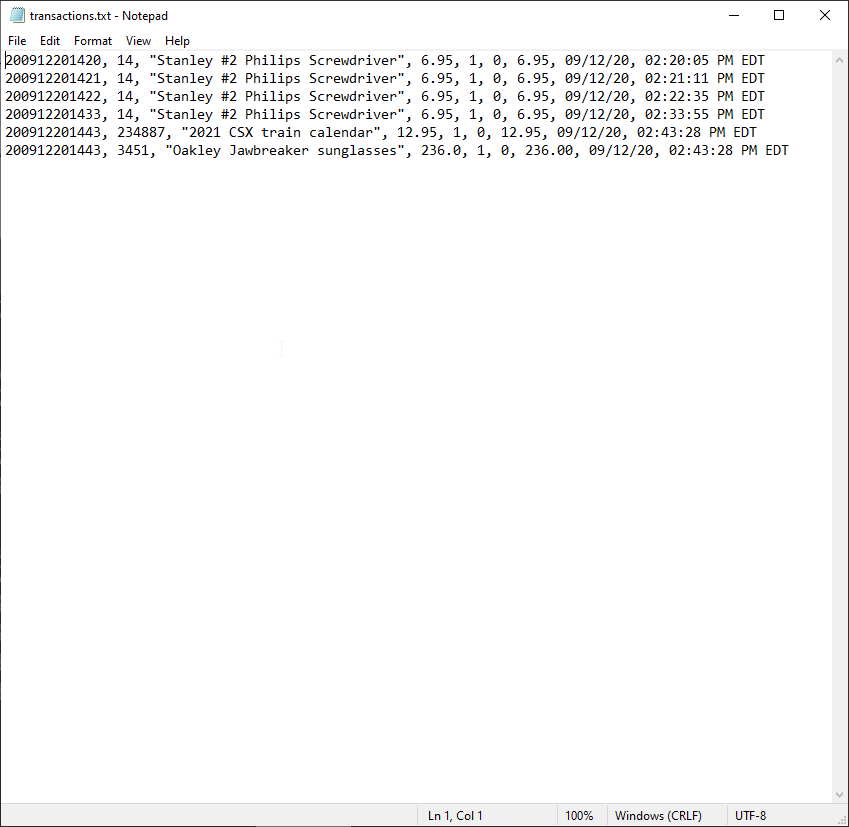 transactions.txt - Notepad
File Edit Format View Help
200912201420, 14, "Stanley #2 Philips Screwdriver", 6.95, 1, 0, 6.95, 09/12/20, 02:20:05 PM EDT
200912201421, 14, "Stanley #2 Philips Screwdriver", 6.95, 1, 0, 6.95, 09/12/20, 02:21:11 PM EDT
200912201422, 14, "Stanley #2 Philips Screwdriver", 6.95, 1, 0, 6.95, 09/12/20, 02:22:35 PM EDT
200912201433, 14, "Stanley #2 Philips Screwdriver", 6.95, 1, 0, 6.95, 09/12/20, 02:33:55 PM EDT
200912201443, 234887, "2021 CSX train calendar", 12.95, 1, 0, 12.95, 09/12/20, 02:43:28 PM EDT
200912201443, 3451, "Oakley Jawbreaker sunglasses", 236.0, 1, 0, 236.00, 09/12/20, 02:43:28 PM EDT
Ln 1, Col 1 100% Windows (CRLF) UTF-8